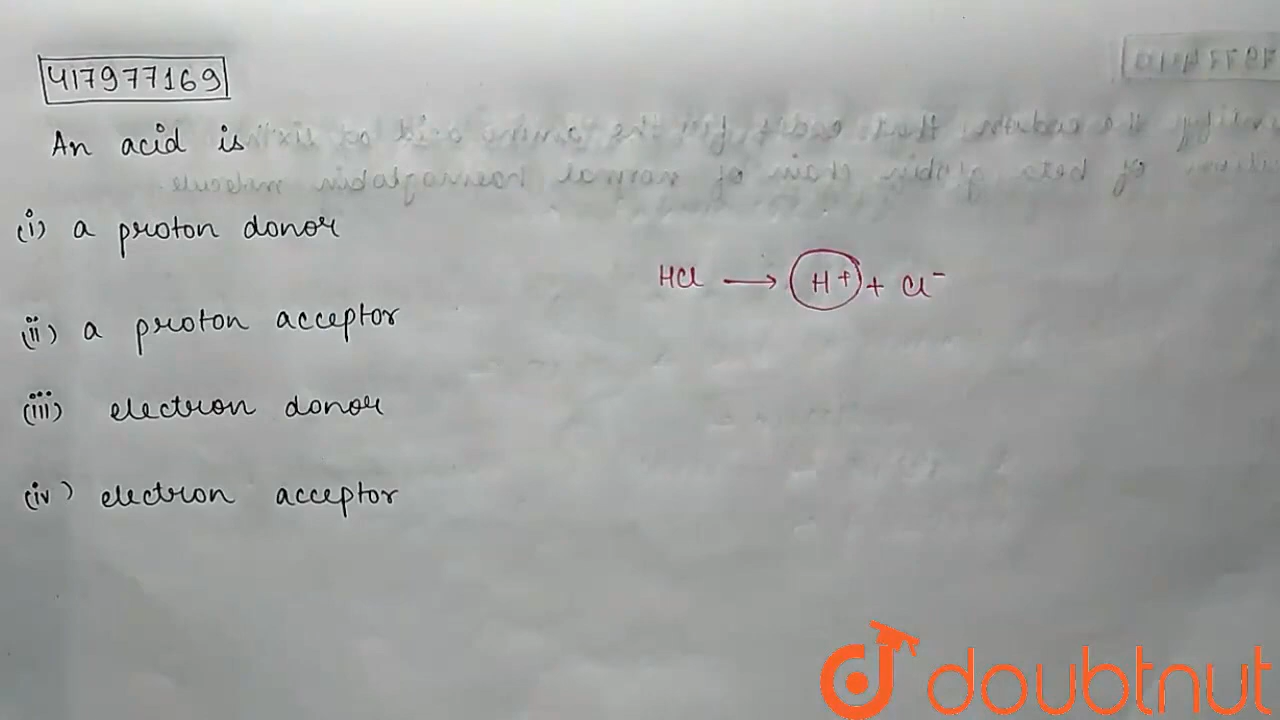 417977169
An acid is
(i) a proton donor
HCl → H+ + Cl-
(ii) a proton acceptor
(iii) electron donor
(iv) electron acceptor
doubtnut